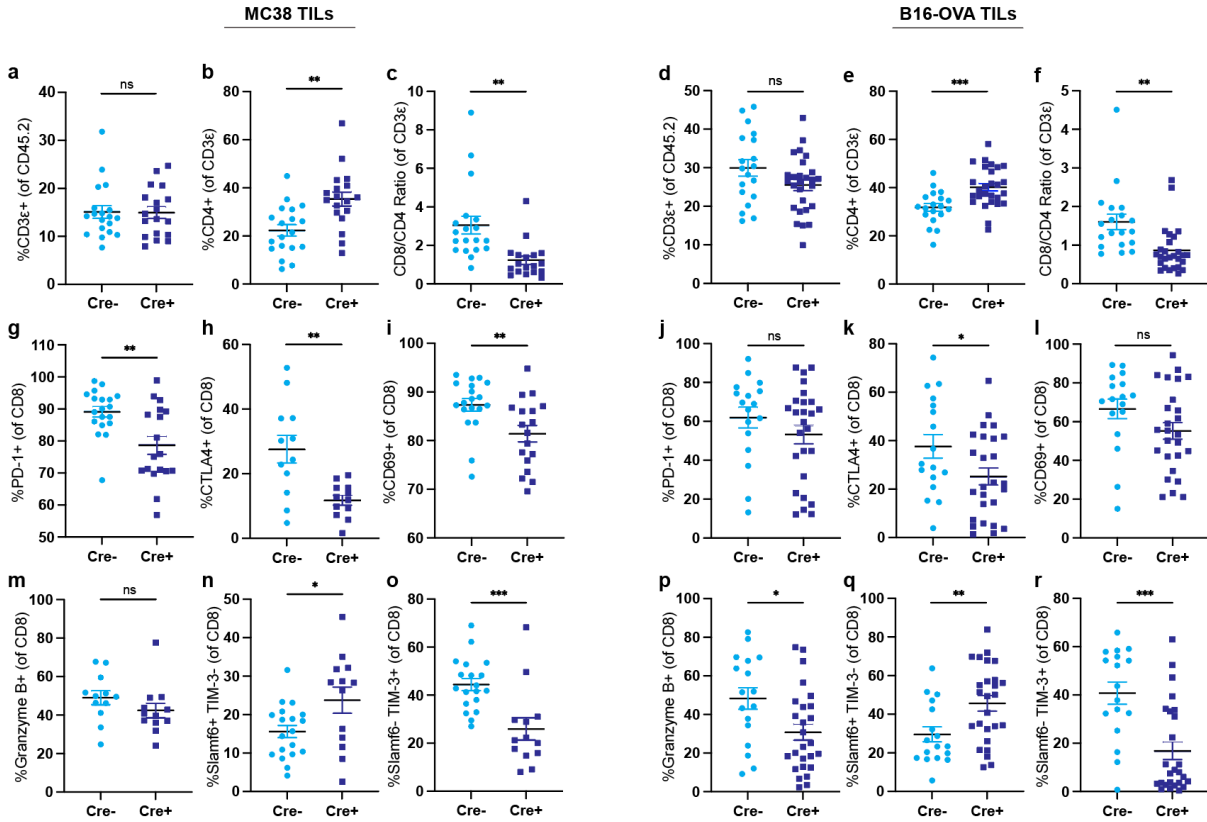 MC38 TILs
B16-OVA TILs
a
%CD3ε+ (of CD45.2)
40
30
20
10
0
ns
Cre-
Cre+
b
%CD4+ (of CD3ε)
80
60
40
20
0
**
Cre-
Cre+
c
CD8/CD4 Ratio (of CD3ε)
10
8
6
4
2
0
**
Cre-
Cre+
d
%CD3ε+ (of CD45.2)
50
40
30
20
10
0
ns
Cre-
Cre+
e
%CD4+ (of CD3ε)
80
60
40
20
0
***
Cre-
Cre+
f
CD8/CD4 Ratio (of CD3ε)
5
4
3
2
1
0
**
Cre-
Cre+
g
%PD-1+ (of CD8)
110
100
90
80
70
60
50
**
Cre-
Cre+
h
%CTLA4+ (of CD8)
60
40
20
0
**
Cre-
Cre+
i
%CD69+ (of CD8)
100
90
80
70
60
**
Cre-
Cre+
j
%PD-1+ (of CD8)
100
80
60
40
20
0
ns
Cre-
Cre+
k
%CTLA4+ (of CD8)
80
60
40
20
0
*
Cre-
Cre+
l
%CD69+ (of CD8)
100
80
60
40
20
0
ns
Cre-
Cre+
m
%Granzyme B+ (of CD8)
100
80
60
40
20
0
ns
Cre-
Cre+
n
%Slamf6+ TIM-3- (of CD8)
50
40
30
20
10
0
*
Cre-
Cre+
o
%Slamf6- TIM-3+ (of CD8)
80
60
40
20
0
***
Cre-
Cre+
p
%Granzyme B+ (of CD8)
100
80
60
40
20
0
*
Cre-
Cre+
q
%Slamf6+ TIM-3- (of CD8)
100
80
60
40
20
0
**
Cre-
Cre+
r
%Slamf6- TIM-3+ (of CD8)
80
60
40
20
0
***
Cre-
Cre+